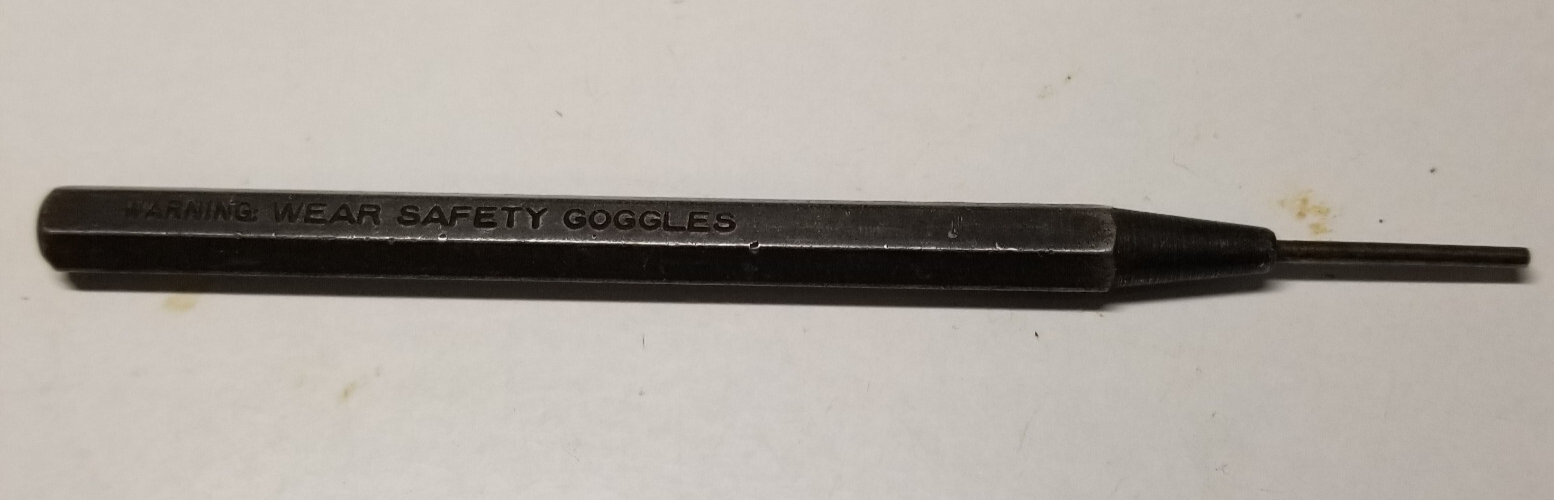 WARNING: WEAR SAFETY GOGGLES